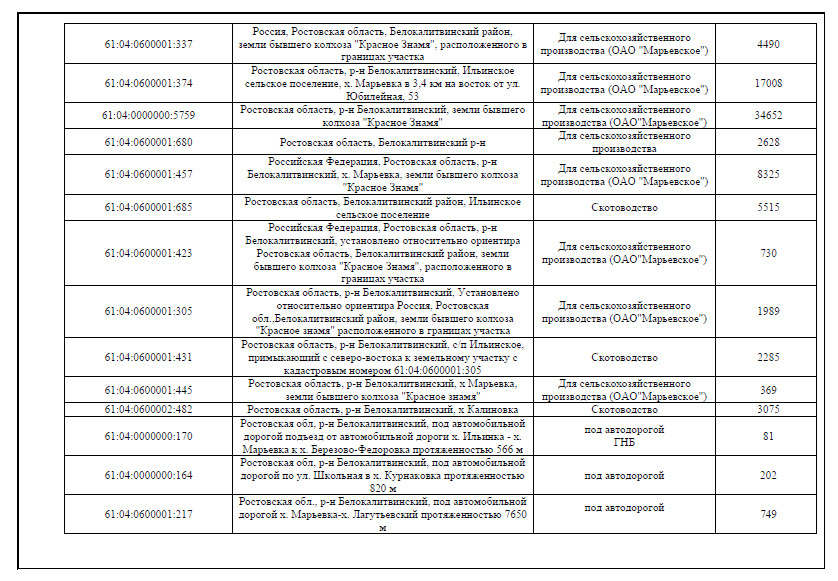 61:04:0600001:337
Россия, Ростовская область, Белокалитвинский район,
земли бывшего колхоза "Красное Знамя", расположенного в
границах участка
Для сельскохозяйственного
производства (ОАО "Марьевское")
4490
61:04:0600001:374
Ростовская область, р-н Белокалитвинский, Ильинское
сельское поселение, х. Марьевка в 3,4 км на восток от ул.
Юбилейная, 53
Для сельскохозяйственного
производства (ОАО "Марьевское")
17008
61:04:0000000:5759
Ростовская область, р-н Белокалитвинский, земли бывшего
колхоза "Красное Знамя"
Для сельскохозяйственного
производства (ОАО"Марьевское")
34652
61:04:0600001:680
Ростовская область, Белокалитвинский р-н
Для сельскохозяйственного
производства
2628
61:04:0600001:457
Российская Федерация, Ростовская область, р-н
Белокалитвинский, х. Марьевка, земли бывшего колхоза
"Красное Знамя"
Для сельскохозяйственного
производства (ОАО "Марьевское")
8325
61:04:0600001:685
Ростовская область, Белокалитвинский район, Ильинское
сельское поселение
Скотоводство
5515
61:04:0600001:423
Российская Федерация, Ростовская область, р-н
Белокалитвинский, установлено относительно ориентира
Ростовская область, Белокалитвинский район, земли
бывшего колхоза "Красное Знамя", расположенного в
границах участка
Для сельскохозяйственного
производства (ОАО"Марьевское")
730
61:04:0600001:305
Ростовская область, р-н Белокалитвинский, Установлено
относительно ориентира Россия, Ростовская
обл.,Белокалитвинский район, земли бывшего колхоза
"Красное знамя" расположенного в границах участка
Для сельскохозяйственного
производства (ОАО"Марьевское")
1989
61:04:0600001:431
Ростовская область, р-н Белокалитвинский, с/п Ильинское,
примыкающий с северо-востока к земельному участку с
кадастровым номером 61:04:0600001:305
Скотоводство
2285
61:04:0600001:445
Ростовская область, р-н Белокалитвинский, х Марьевка,
земли бывшего колхоза "Красное знамя"
Для сельскохозяйственного
производства (ОАО"Марьевское")
369
61:04:0600002:482
Ростовская область, р-н Белокалитвинский, х Калиновка
Скотоводство
3075
61:04:0000000:170
Ростовская обл, р-н Белокалитвинский, под автомобильной
дорогой подъезд от автомобильной дороги х. Ильинка - х.
Марьевка к х. Березово-Федоровка протяженностью 566 м
под автодорогой
ГНБ
81
61:04:0000000:164
Ростовская обл, р-н Белокалитвинский, под автомобильной
дорогой по ул. Школьная в х. Курнаковка протяженностью
820 м
под автодорогой
202
61:04:0600001:217
Ростовская обл., р-н Белокалитвинский, под автомобильной
дорогой х. Марьевка-х. Лагутьевский протяженностью 7650
м
под автодорогой
749